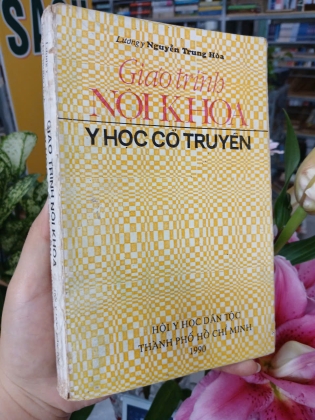 Lương y Nguyễn Trung Hòa
Giáo trình
NỘI KHOA
Y HỌC CỔ TRUYỀN
HỘI Y HỌC DÂN TỘC
THÀNH PHỐ HỒ CHÍ MINH
1990
GIÁO TRÌNH NỘI KHOA